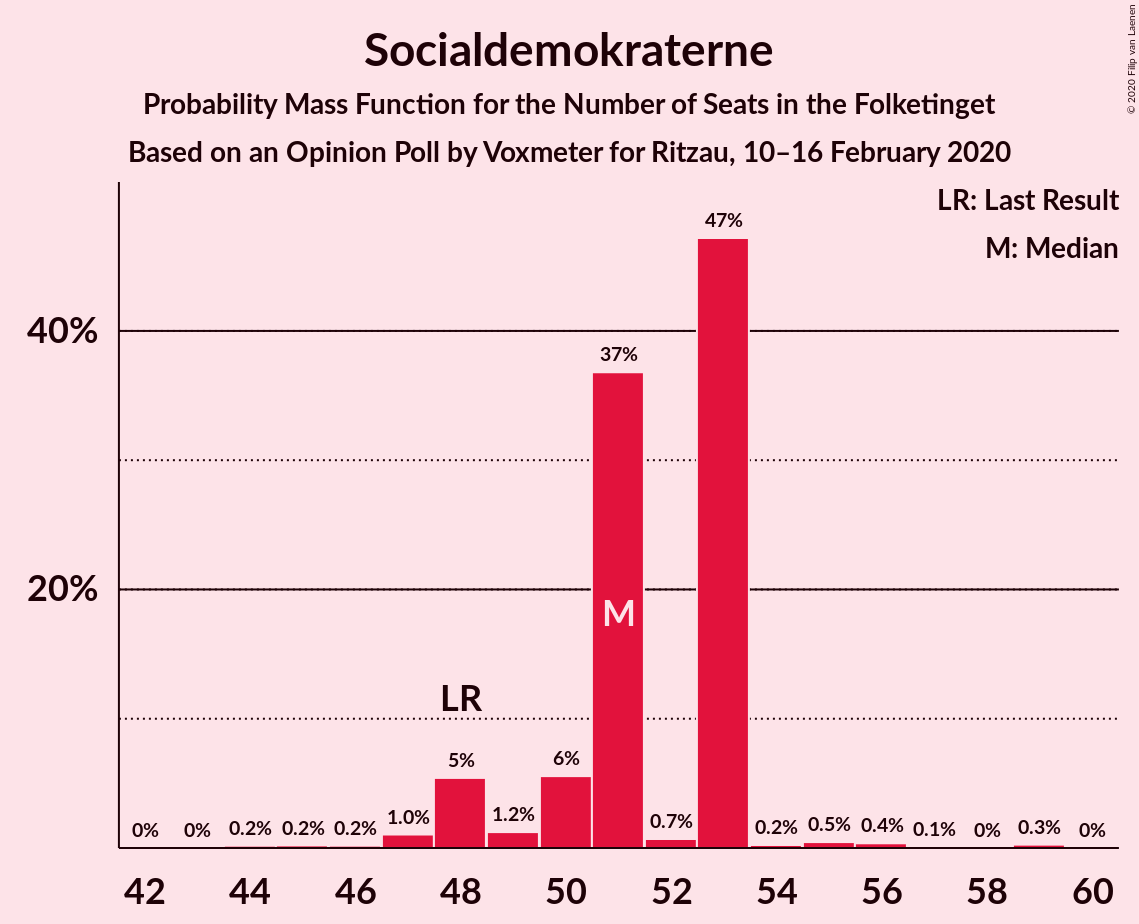 Socialdemokraterne
Probability Mass Function for the Number of Seats in the Folketinget
Based on an Opinion Poll by Voxmeter for Ritzau, 10–16 February 2020
© 2020 Filip van Laenen
LR: Last Result
M: Median
47%
40%
37%
20%
M
LR
5%
6%
0%
0%
0.2%
0.2%
0.2%
1.0%
1.2%
0.7%
0.2%
0.5%
0.4%
0.1%
0%
0.3%
0%
42 44 46 48 50 52 54 56 58 60